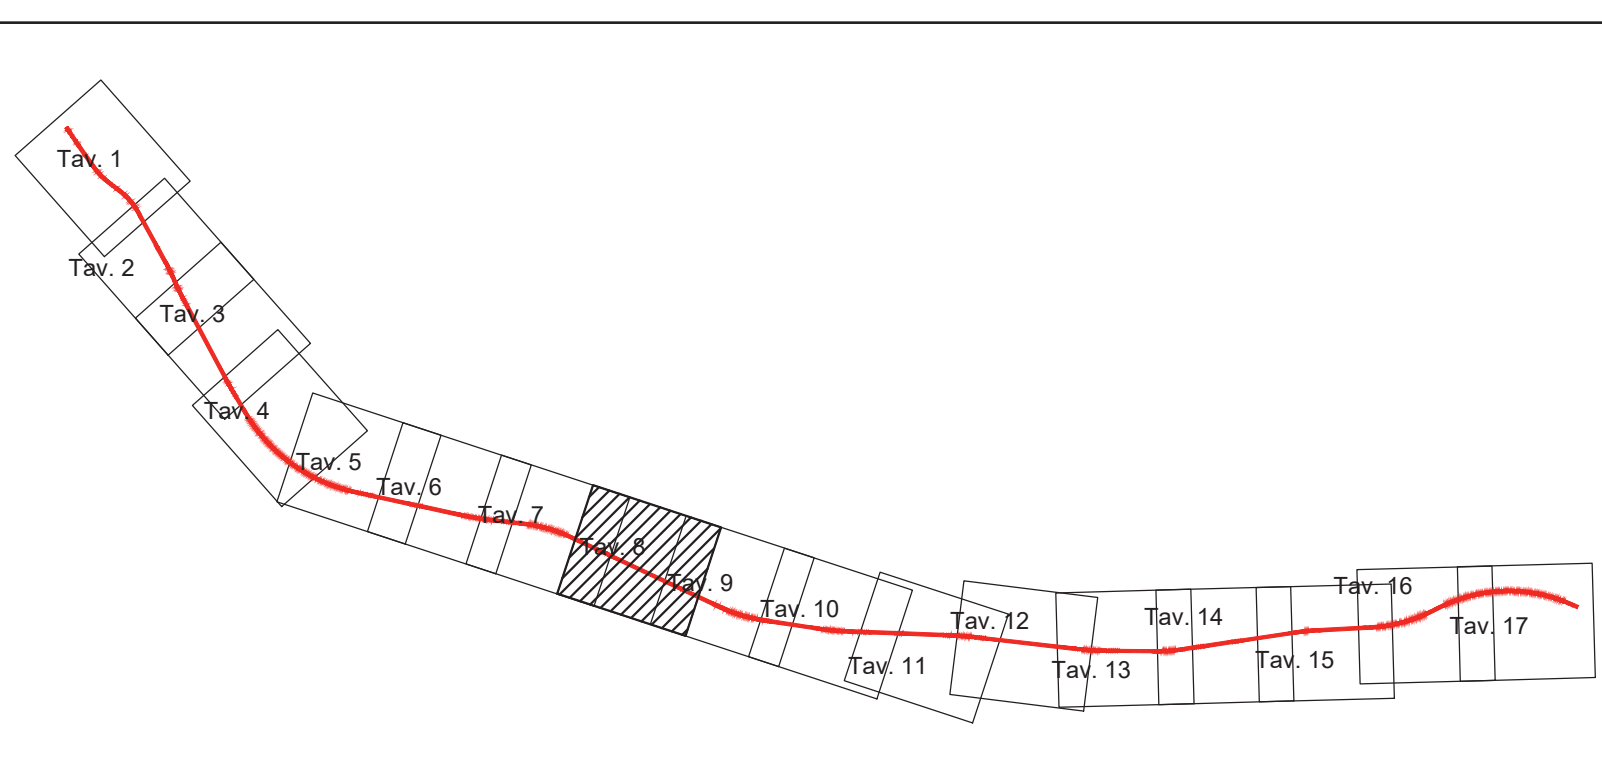 Tav. 1
Tav. 2
Tav. 3
Tav. 4
Tav. 5
Tav. 6
Tav. 7
Tav. 8
Tav. 9
Tav. 10
Tav. 11
Tav. 12
Tav. 13
Tav. 14
Tav. 15
Tav. 16
Tav. 17